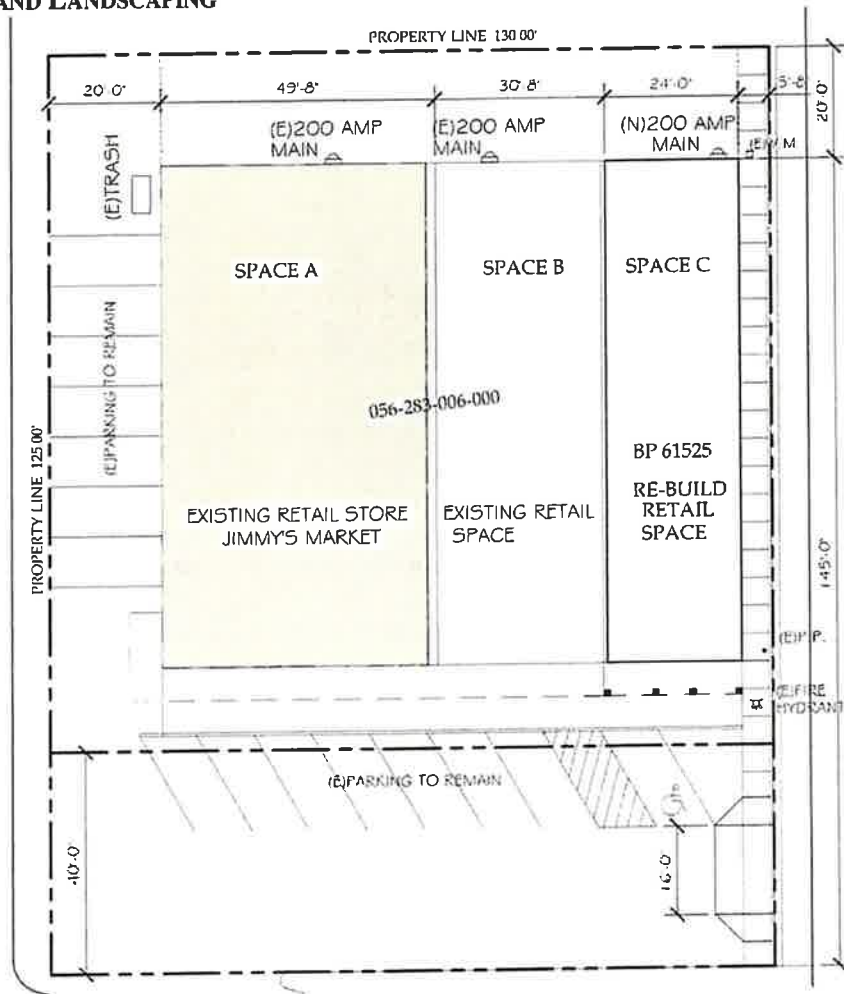 AND LANDSCAPING
PROPERTY LINE 130 00'
20'-0"
49'-8"
30'-8"
24'-0"
5'-8"
20'-0"
(E)TRASH
(E)200 AMP
MAIN
(E)200 AMP
MAIN
(N)200 AMP
MAIN
SPACE A
SPACE B
SPACE C
(E)PARKING TO REMAIN
056-283-006-000
PROPERTY LINE 125 00'
BP 61525
RE-BUILD
RETAIL
SPACE
EXISTING RETAIL STORE
JIMMY'S MARKET
EXISTING RETAIL
SPACE
145'-0"
(E)P.P.
(E)FIRE
HYDRANT
(E)PARKING TO REMAIN
40'-0"